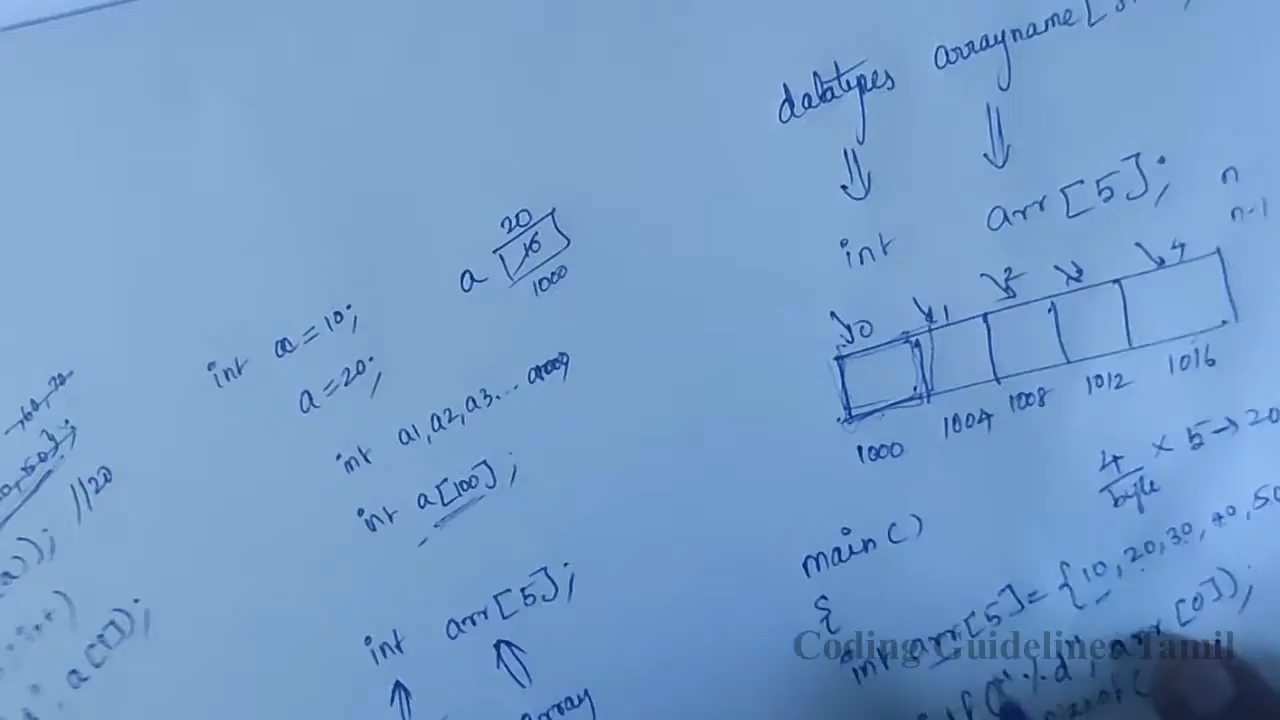 datatypes arrayname[
int arr[5];
n
n-1
0 1 2 3 4
1000 1004 1008 1012 1016
4 × 5 → 20
byte
main()
{
int arr[5]={10,20,30,40,50
"%d", arr[0]);
20
a 10
1000
int a=10;
a=20;
int a1,a2,a3...
int a[100];
int arr[5];
array
//20
Coding Guidelines Tamil